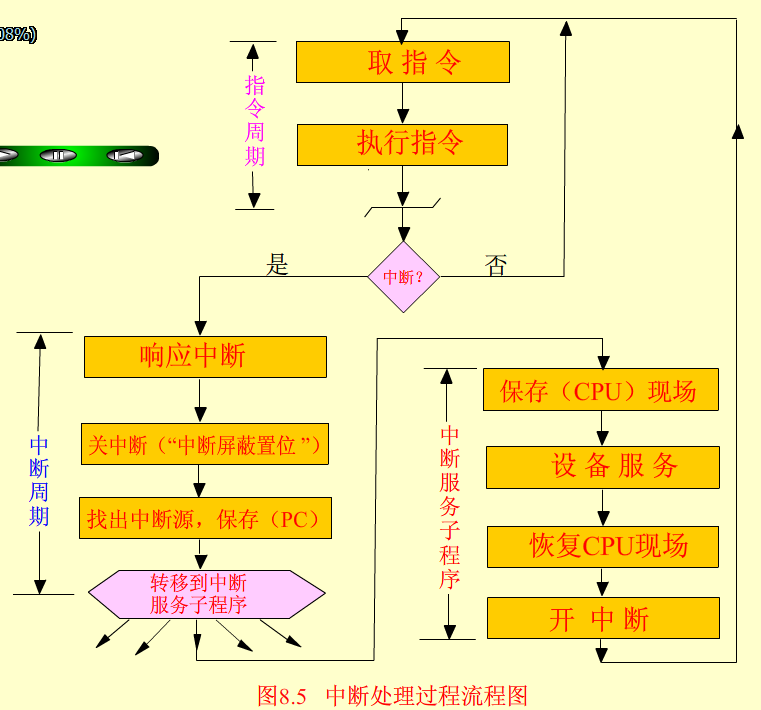 08%)
取指令
指令周期
执行指令
中断？
是
否
响应中断
关中断（“中断屏蔽置位”）
找出中断源，保存（PC）
转移到中断
服务子程序
中断周期
保存（CPU）现场
设备服务
恢复CPU现场
开中断
中断服务子程序
图8.5 中断处理过程流程图